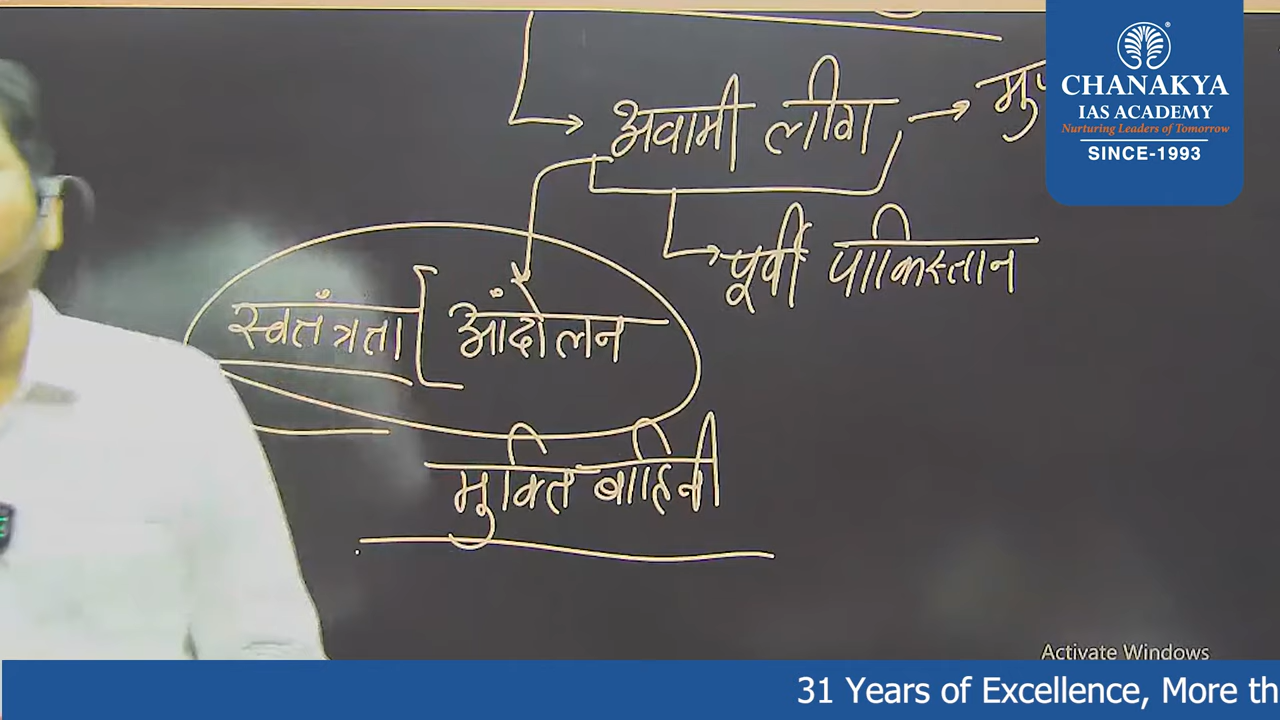 अवामी लीग →
पूर्वी पाकिस्तान
स्वतंत्रता [ आंदोलन
मुक्ति बाहिनी
CHANAKYA
IAS ACADEMY
Nurturing Leaders of Tomorrow
SINCE-1993
Activate Windows
31 Years of Excellence, More